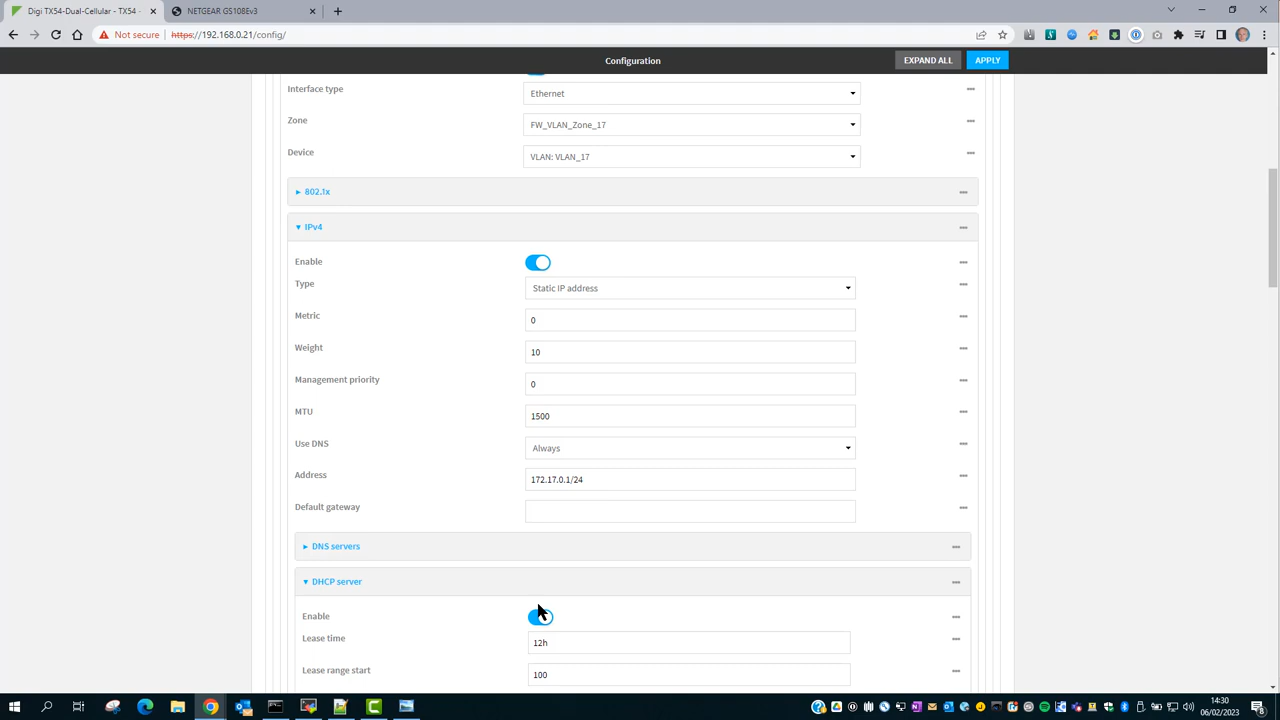 Digi TX54-Dual-Cellular - TX54 -
NETGEAR GS108Ev3
Not secure
https://192.168.0.21/config/
Configuration
EXPAND ALL
APPLY
Interface type
Ethernet
Zone
FW_VLAN_Zone_17
Device
VLAN: VLAN_17
802.1x
IPv4
Enable
Type
Static IP address
Metric
0
Weight
10
Management priority
0
MTU
1500
Use DNS
Always
Address
172.17.0.1/24
Default gateway
DNS servers
DHCP server
Enable
Lease time
12h
Lease range start
100
14:30
06/02/2023